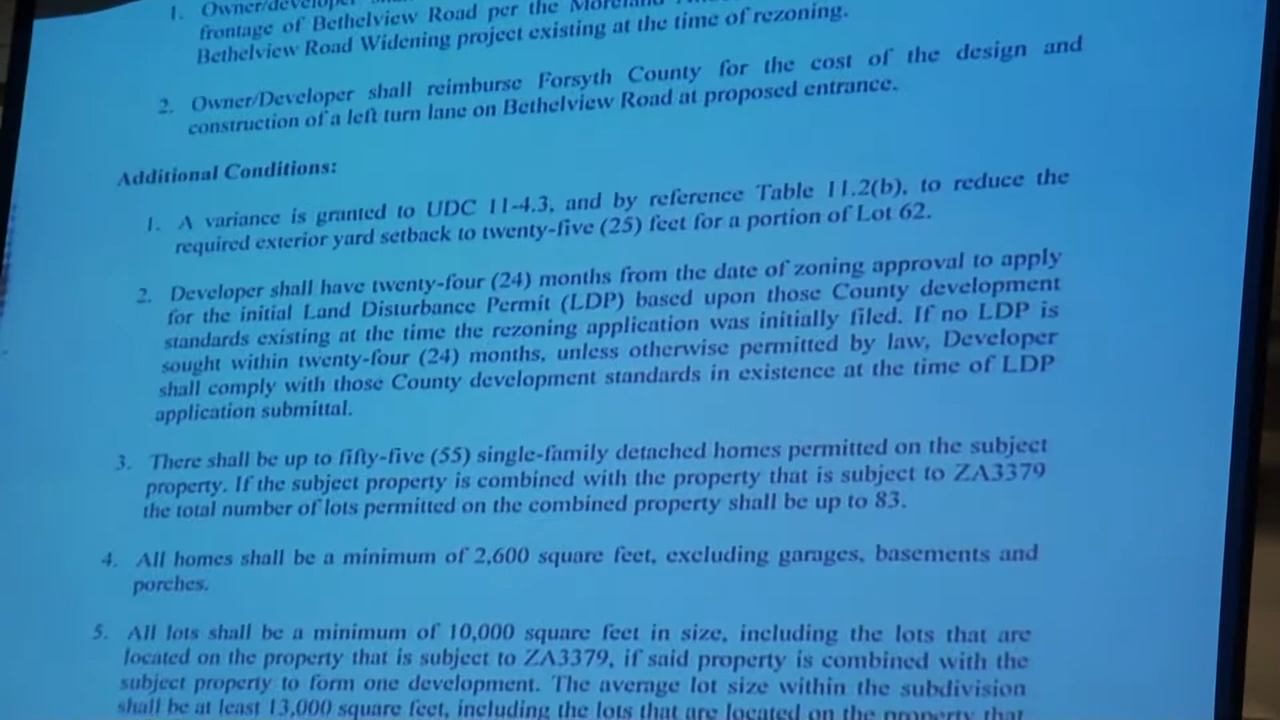 1. Owner/developer
frontage of Bethelview Road per the Moreland
Bethelview Road Widening project existing at the time of rezoning.
2. Owner/Developer shall reimburse Forsyth County for the cost of the design and
construction of a left turn lane on Bethelview Road at proposed entrance.
Additional Conditions:
1. A variance is granted to UDC 11-4.3, and by reference Table 11.2(b), to reduce the
required exterior yard setback to twenty-five (25) feet for a portion of Lot 62.
2. Developer shall have twenty-four (24) months from the date of zoning approval to apply
for the initial Land Disturbance Permit (LDP) based upon those County development
standards existing at the time the rezoning application was initially filed. If no LDP is
sought within twenty-four (24) months, unless otherwise permitted by law, Developer
shall comply with those County development standards in existence at the time of LDP
application submittal.
3. There shall be up to fifty-five (55) single-family detached homes permitted on the subject
property. If the subject property is combined with the property that is subject to ZA3379
the total number of lots permitted on the combined property shall be up to 83.
4. All homes shall be a minimum of 2,600 square feet, excluding garages, basements and
porches.
5. All lots shall be a minimum of 10,000 square feet in size, including the lots that are
located on the property that is subject to ZA3379, if said property is combined with the
subject property to form one development. The average lot size within the subdivision
shall be at least 13,000 square feet, including the lots that are located on the property that